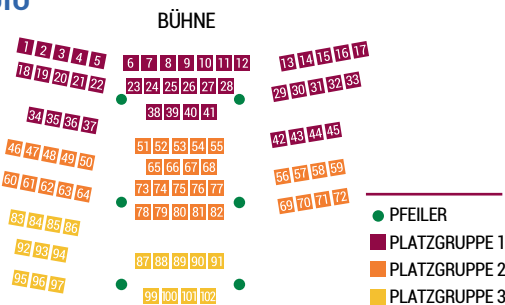 BÜHNE
1 2 3 4 5 6 7 8 9 10 11 12 13 14 15 16 17
18 19 20 21 22 23 24 25 26 27 28 29 30 31 32 33
34 35 36 37 38 39 40 41 42 43 44 45
46 47 48 49 50 51 52 53 54 55 56 57 58 59
65 66 67 68
60 61 62 63 64 73 74 75 76 77 69 70 71 72
78 79 80 81 82
83 84 85 86
92 93 94 87 88 89 90 91
95 96 97 99 100 101 102
PFEILER
PLATZGRUPPE 1
PLATZGRUPPE 2
PLATZGRUPPE 3